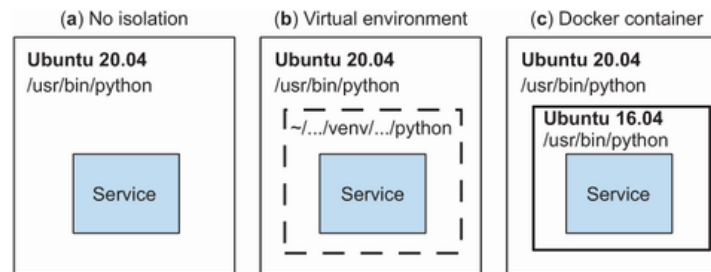 (a) No isolation
Ubuntu 20.04
/usr/bin/python
Service
(b) Virtual environment
Ubuntu 20.04
/usr/bin/python
~/.../venv/.../python
Service
(c) Docker container
Ubuntu 20.04
/usr/bin/python
Ubuntu 16.04
/usr/bin/python
Service